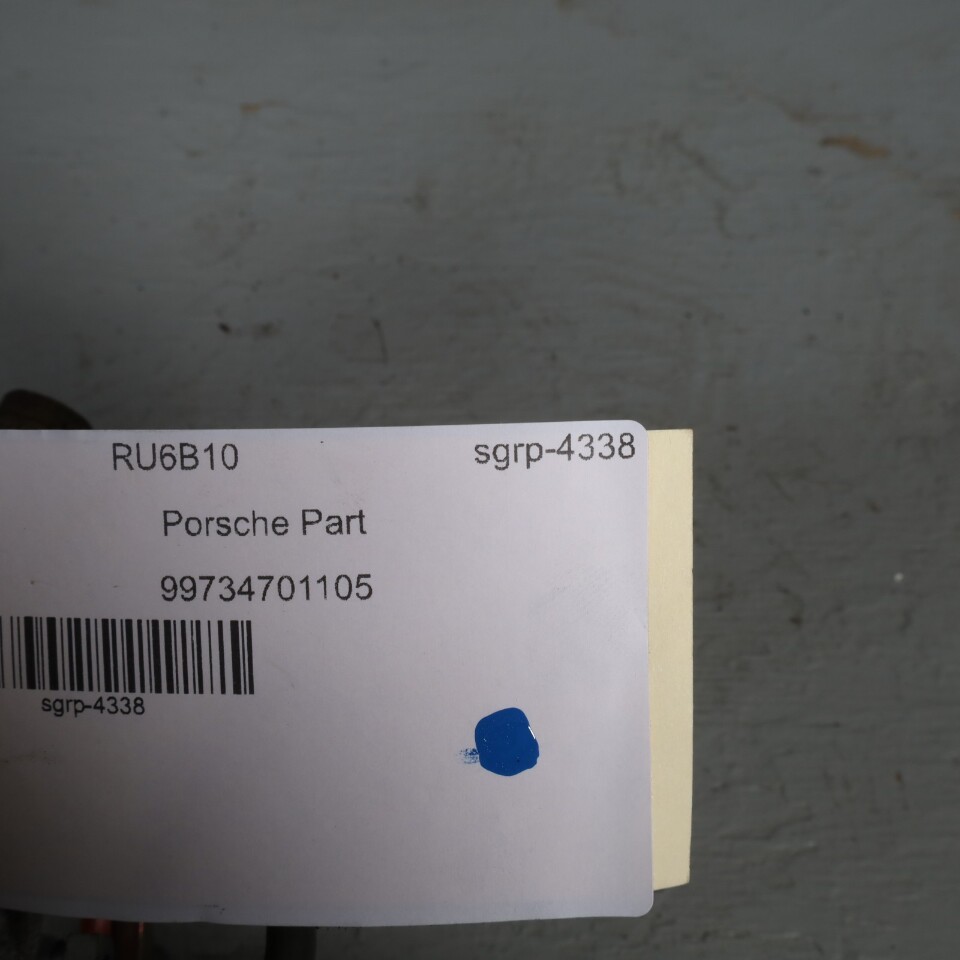 RU6B10 sgrp-4338
Porsche Part
99734701105
sgrp-4338